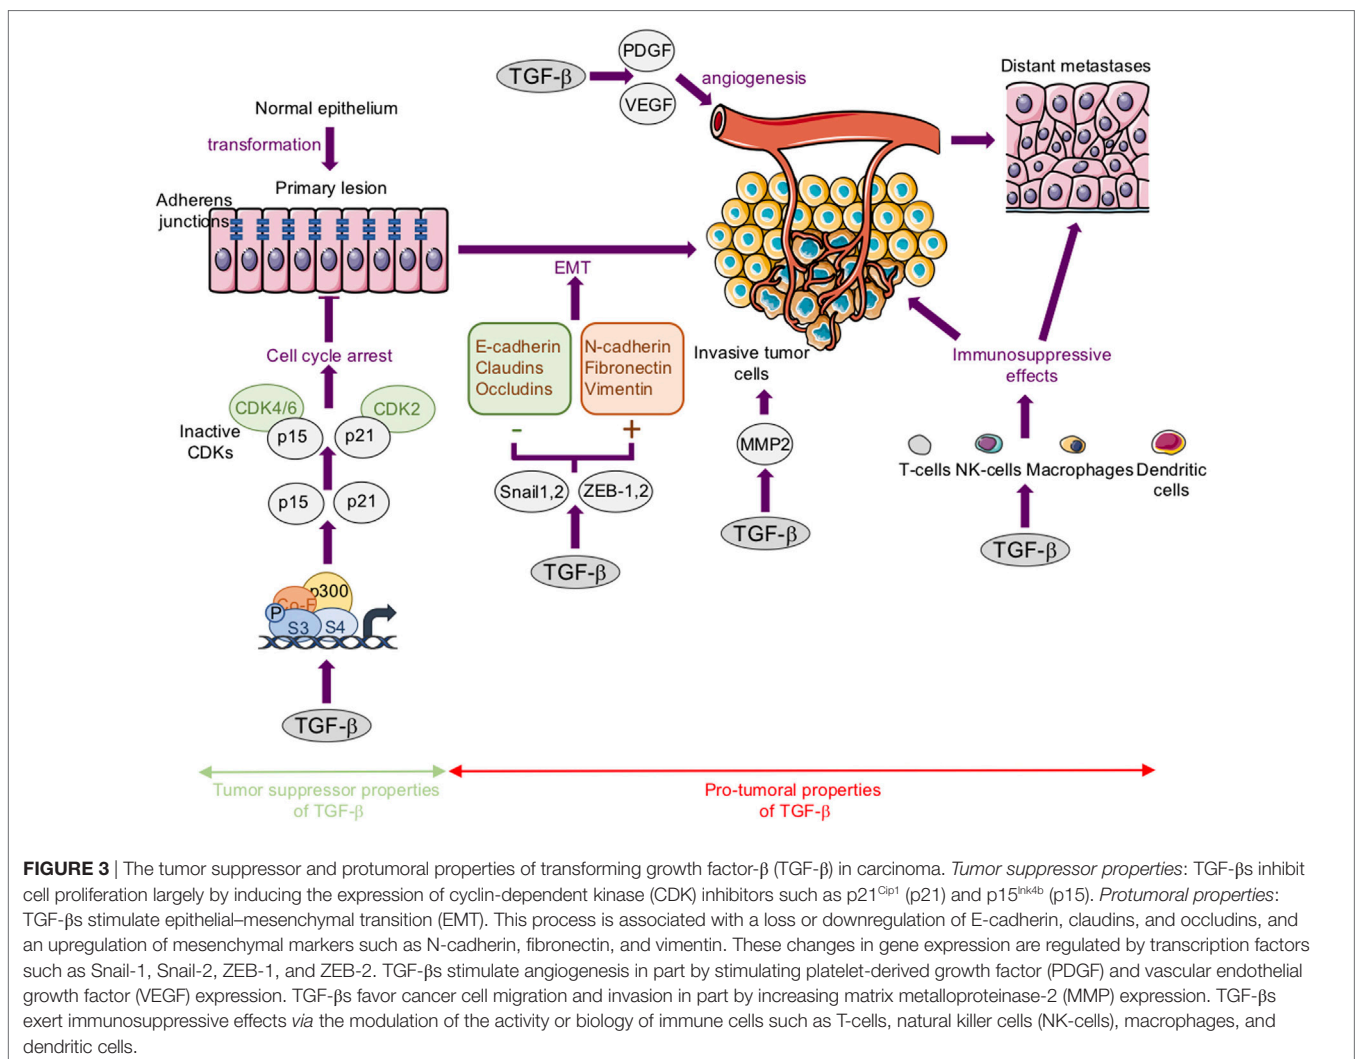 PDGF
TGF-β
angiogenesis
VEGF
Distant metastases
Normal epithelium
transformation
Primary lesion
Adherens
junctions
EMT
Cell cycle arrest
E-cadherin
Claudins
Occludins
N-cadherin
Fibronectin
Vimentin
Invasive tumor
cells
Immunosuppressive
effects
CDK4/6
CDK2
Inactive
CDKs
p15
p21
-
+
MMP2
T-cells NK-cells Macrophages Dendritic
cells
p15
p21
Snail1,2
ZEB-1,2
TGF-β
TGF-β
TGF-β
p300
Co-F
P
S3
S4
TGF-β
Tumor suppressor properties
of TGF-β
Pro-tumoral properties
of TGF-β
FIGURE 3 | The tumor suppressor and protumoral properties of transforming growth factor-β (TGF-β) in carcinoma. Tumor suppressor properties: TGF-βs inhibit
cell proliferation largely by inducing the expression of cyclin-dependent kinase (CDK) inhibitors such as p21Cip1 (p21) and p15Ink4b (p15). Protumoral properties:
TGF-βs stimulate epithelial–mesenchymal transition (EMT). This process is associated with a loss or downregulation of E-cadherin, claudins, and occludins, and
an upregulation of mesenchymal markers such as N-cadherin, fibronectin, and vimentin. These changes in gene expression are regulated by transcription factors
such as Snail-1, Snail-2, ZEB-1, and ZEB-2. TGF-βs stimulate angiogenesis in part by stimulating platelet-derived growth factor (PDGF) and vascular endothelial
growth factor (VEGF) expression. TGF-βs favor cancer cell migration and invasion in part by increasing matrix metalloproteinase-2 (MMP) expression. TGF-βs
exert immunosuppressive effects via the modulation of the activity or biology of immune cells such as T-cells, natural killer cells (NK-cells), macrophages, and
dendritic cells.